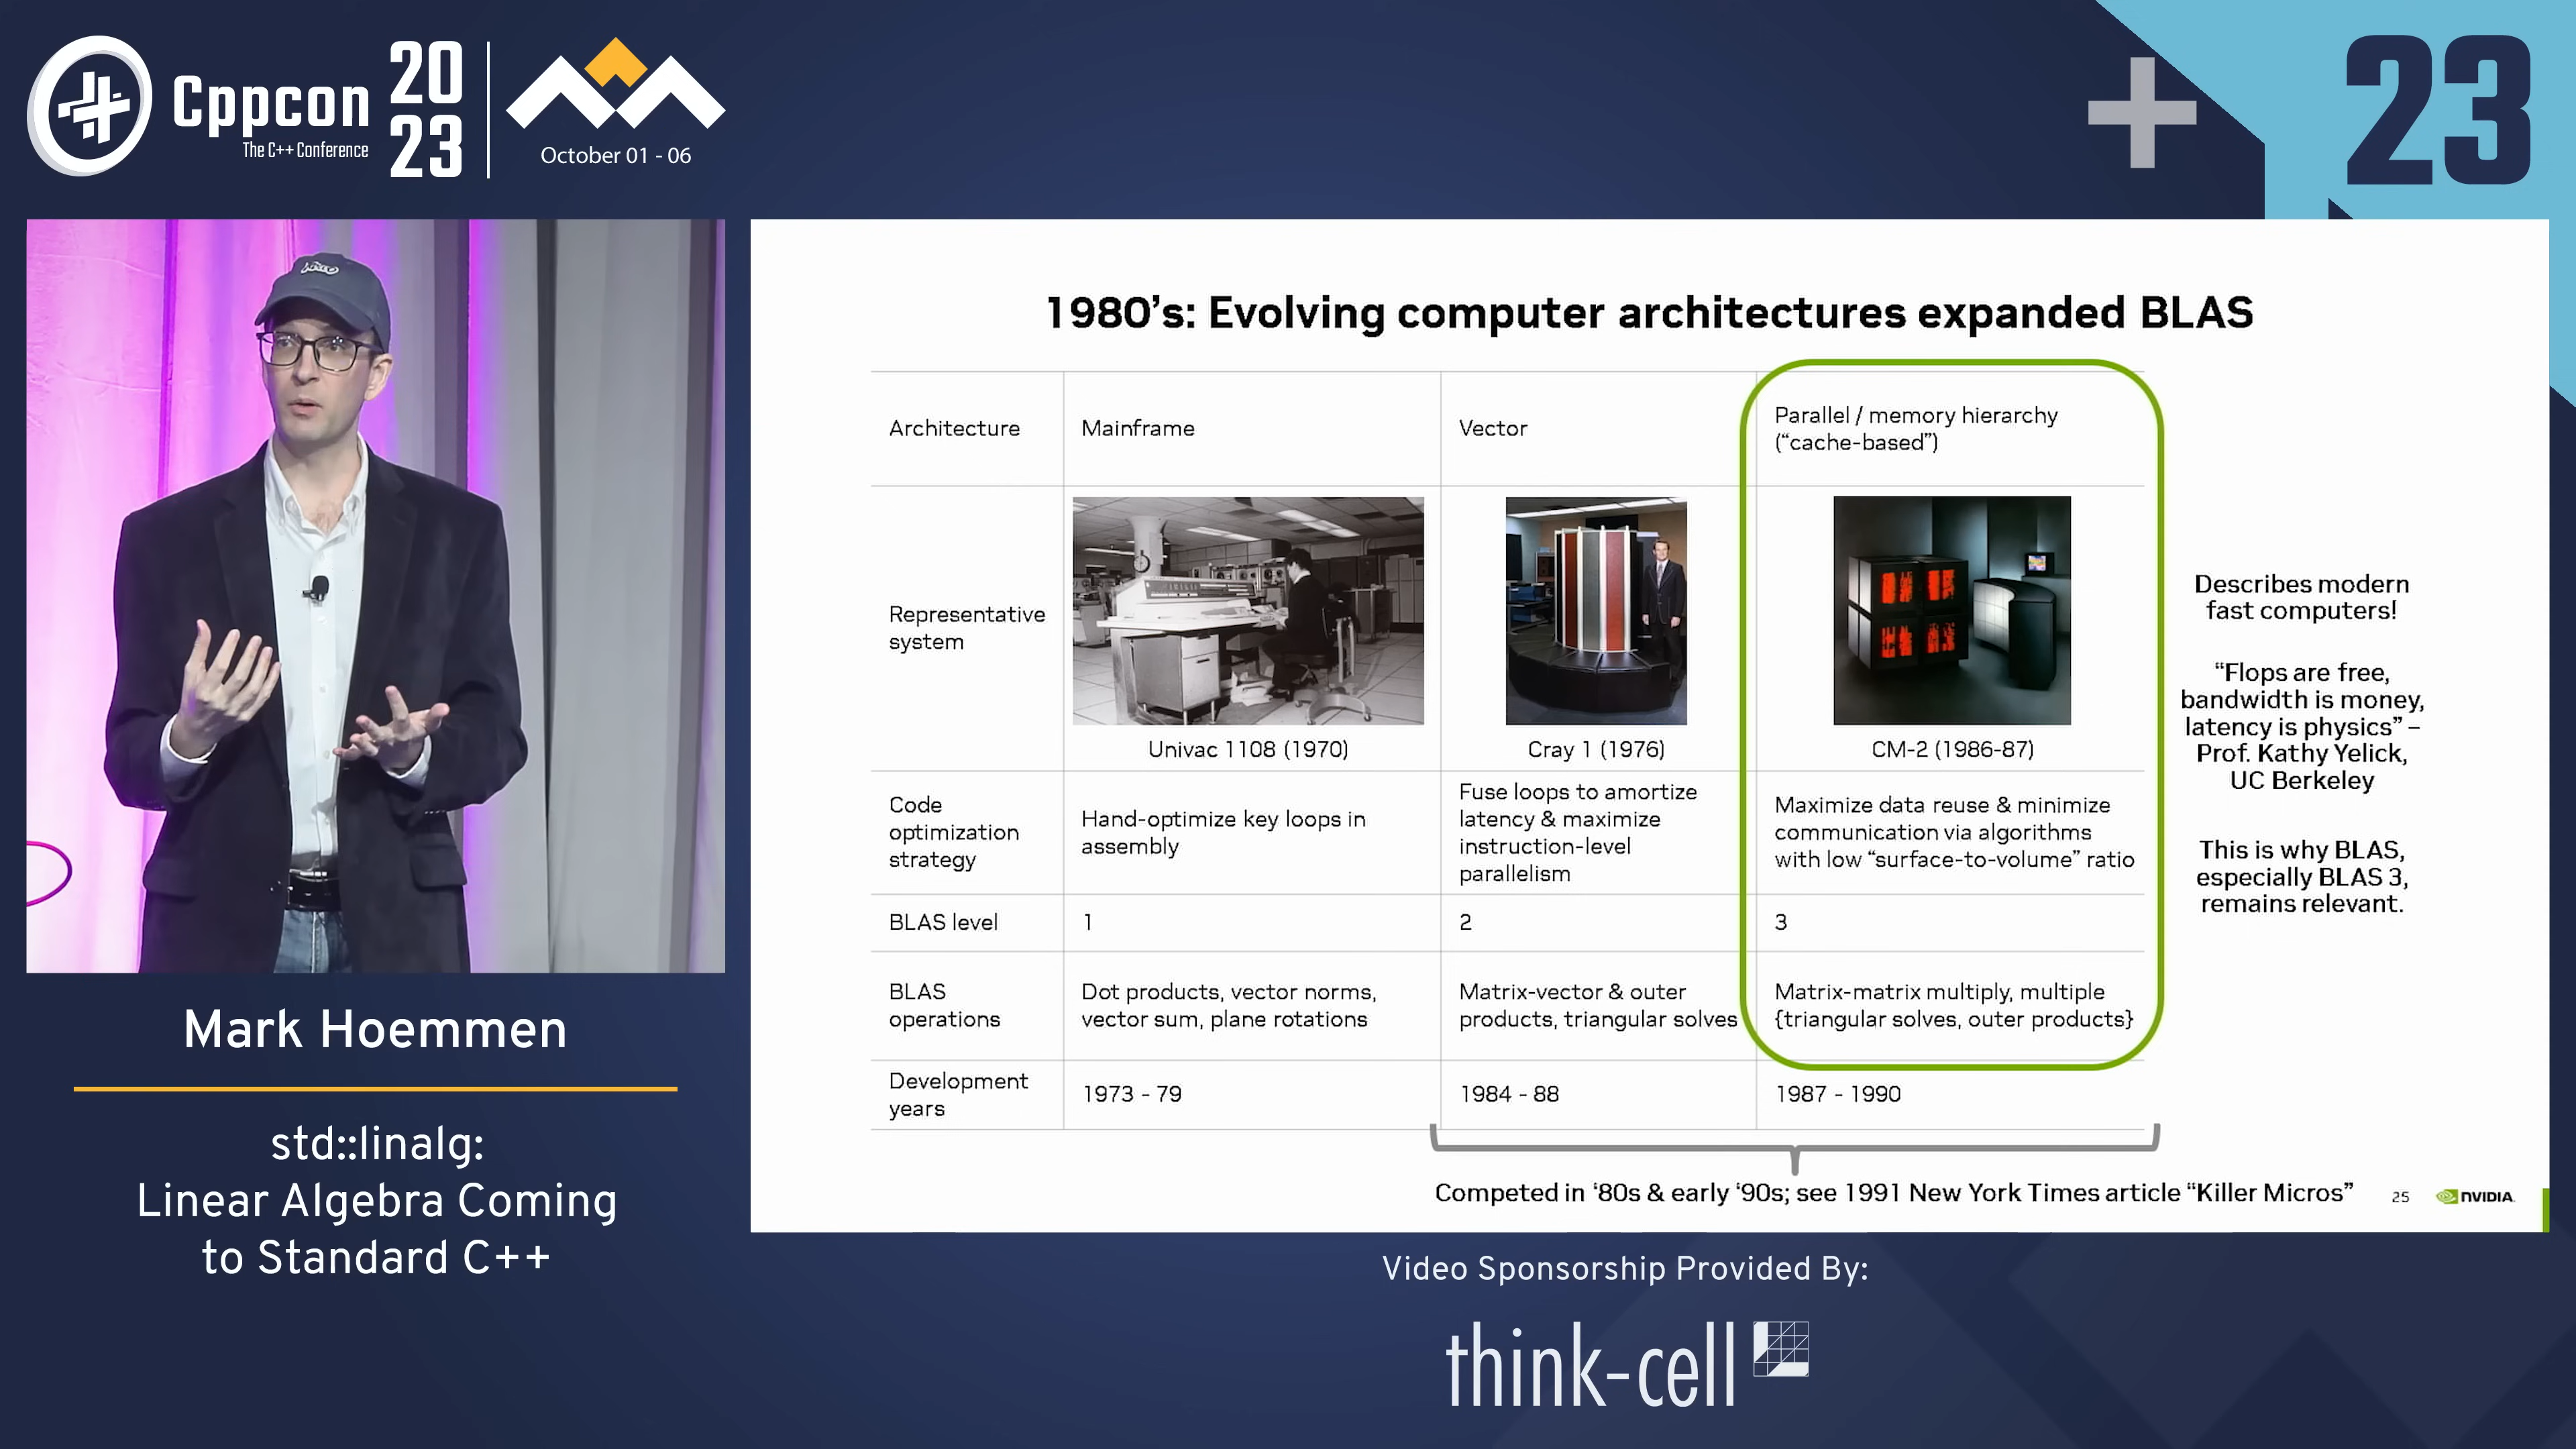 Cppcon
The C++ Conference
20
23
October 01 - 06
23
Mark Hoemmen
std::linalg:
Linear Algebra Coming
to Standard C++
1980's: Evolving computer architectures expanded BLAS
Architecture
Mainframe
Vector
Parallel / memory hierarchy
(“cache-based”)
Representative
system
Univac 1108 (1970)
Cray 1 (1976)
CM-2 (1986-87)
Code
optimization
strategy
Hand-optimize key loops in
assembly
Fuse loops to amortize
latency & maximize
instruction-level
parallelism
Maximize data reuse & minimize
communication via algorithms
with low “surface-to-volume” ratio
BLAS level
1
2
3
BLAS
operations
Dot products, vector norms,
vector sum, plane rotations
Matrix-vector & outer
products, triangular solves
Matrix-matrix multiply, multiple
{triangular solves, outer products}
Development
years
1973 - 79
1984 - 88
1987 - 1990
Describes modern
fast computers!
“Flops are free,
bandwidth is money,
latency is physics” –
Prof. Kathy Yelick,
UC Berkeley
This is why BLAS,
especially BLAS 3,
remains relevant.
Competed in ‘80s & early ‘90s; see 1991 New York Times article “Killer Micros”
25
NVIDIA.
Video Sponsorship Provided By:
think-cell